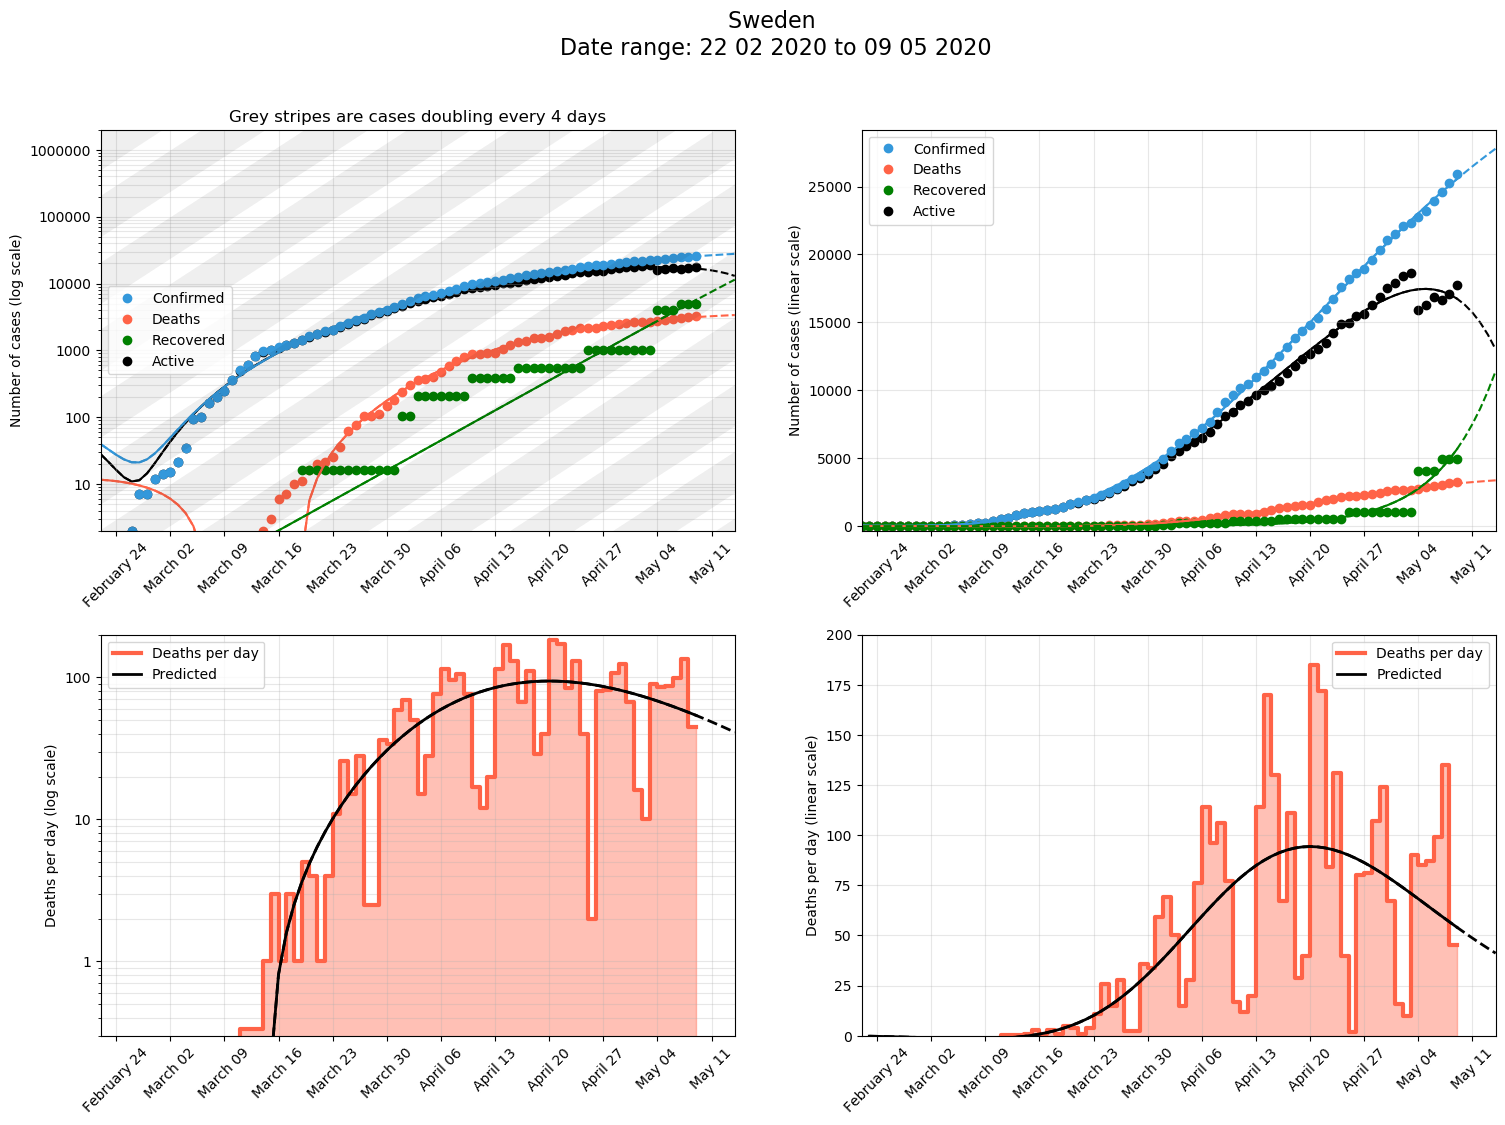 Sweden
Date range: 22 02 2020 to 09 05 2020
Grey stripes are cases doubling every 4 days
Number of cases (log scale)
1000000
100000
10000
1000
100
10
Confirmed
Deaths
Recovered
Active
February 24
March 02
March 09
March 16
March 23
March 30
April 06
April 13
April 20
April 27
May 04
May 11
Number of cases (linear scale)
25000
20000
15000
10000
5000
0
Confirmed
Deaths
Recovered
Active
February 24
March 02
March 09
March 16
March 23
March 30
April 06
April 13
April 20
April 27
May 04
May 11
Deaths per day (log scale)
100
10
1
Deaths per day
Predicted
February 24
March 02
March 09
March 16
March 23
March 30
April 06
April 13
April 20
April 27
May 04
May 11
Deaths per day (linear scale)
200
175
150
125
100
75
50
25
0
Deaths per day
Predicted
February 24
March 02
March 09
March 16
March 23
March 30
April 06
April 13
April 20
April 27
May 04
May 11